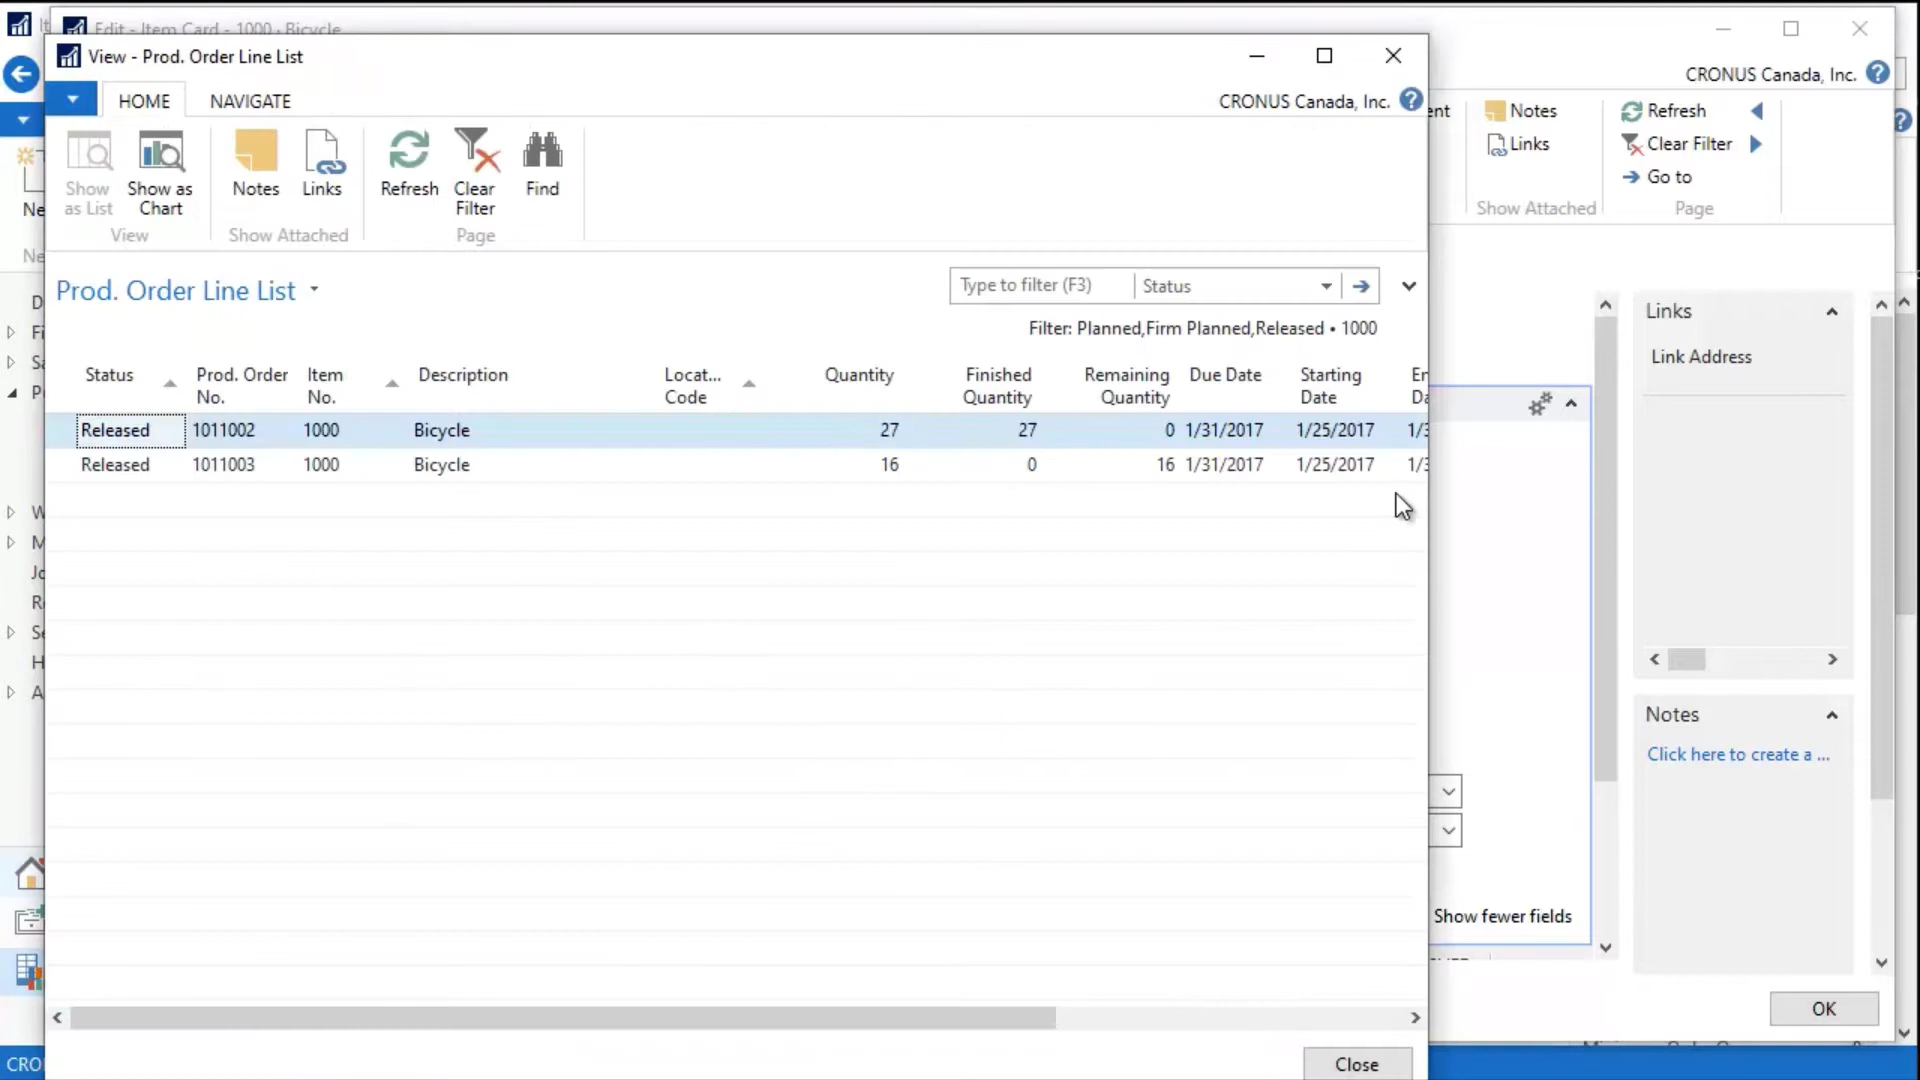 Edit - Item Card - 1000 · Bicycle
View - Prod. Order Line List
CRONUS Canada, Inc.
HOME NAVIGATE
CRONUS Canada, Inc.
Show as List
Show as Chart
View
Notes
Links
Show Attached
Refresh
Clear Filter
Find
Page
Notes
Links
Show Attached
Refresh
Clear Filter
Go to
Page
Prod. Order Line List
Type to filter (F3) Status
Filter: Planned,Firm Planned,Released • 1000
Status Prod. Order No. Item No. Description Locat... Code Quantity Finished Quantity Remaining Quantity Due Date Starting Date
Released 1011002 1000 Bicycle 27 27 0 1/31/2017 1/25/2017
Released 1011003 1000 Bicycle 16 0 16 1/31/2017 1/25/2017
Links
Link Address
Notes
Click here to create a ...
Show fewer fields
OK
Close